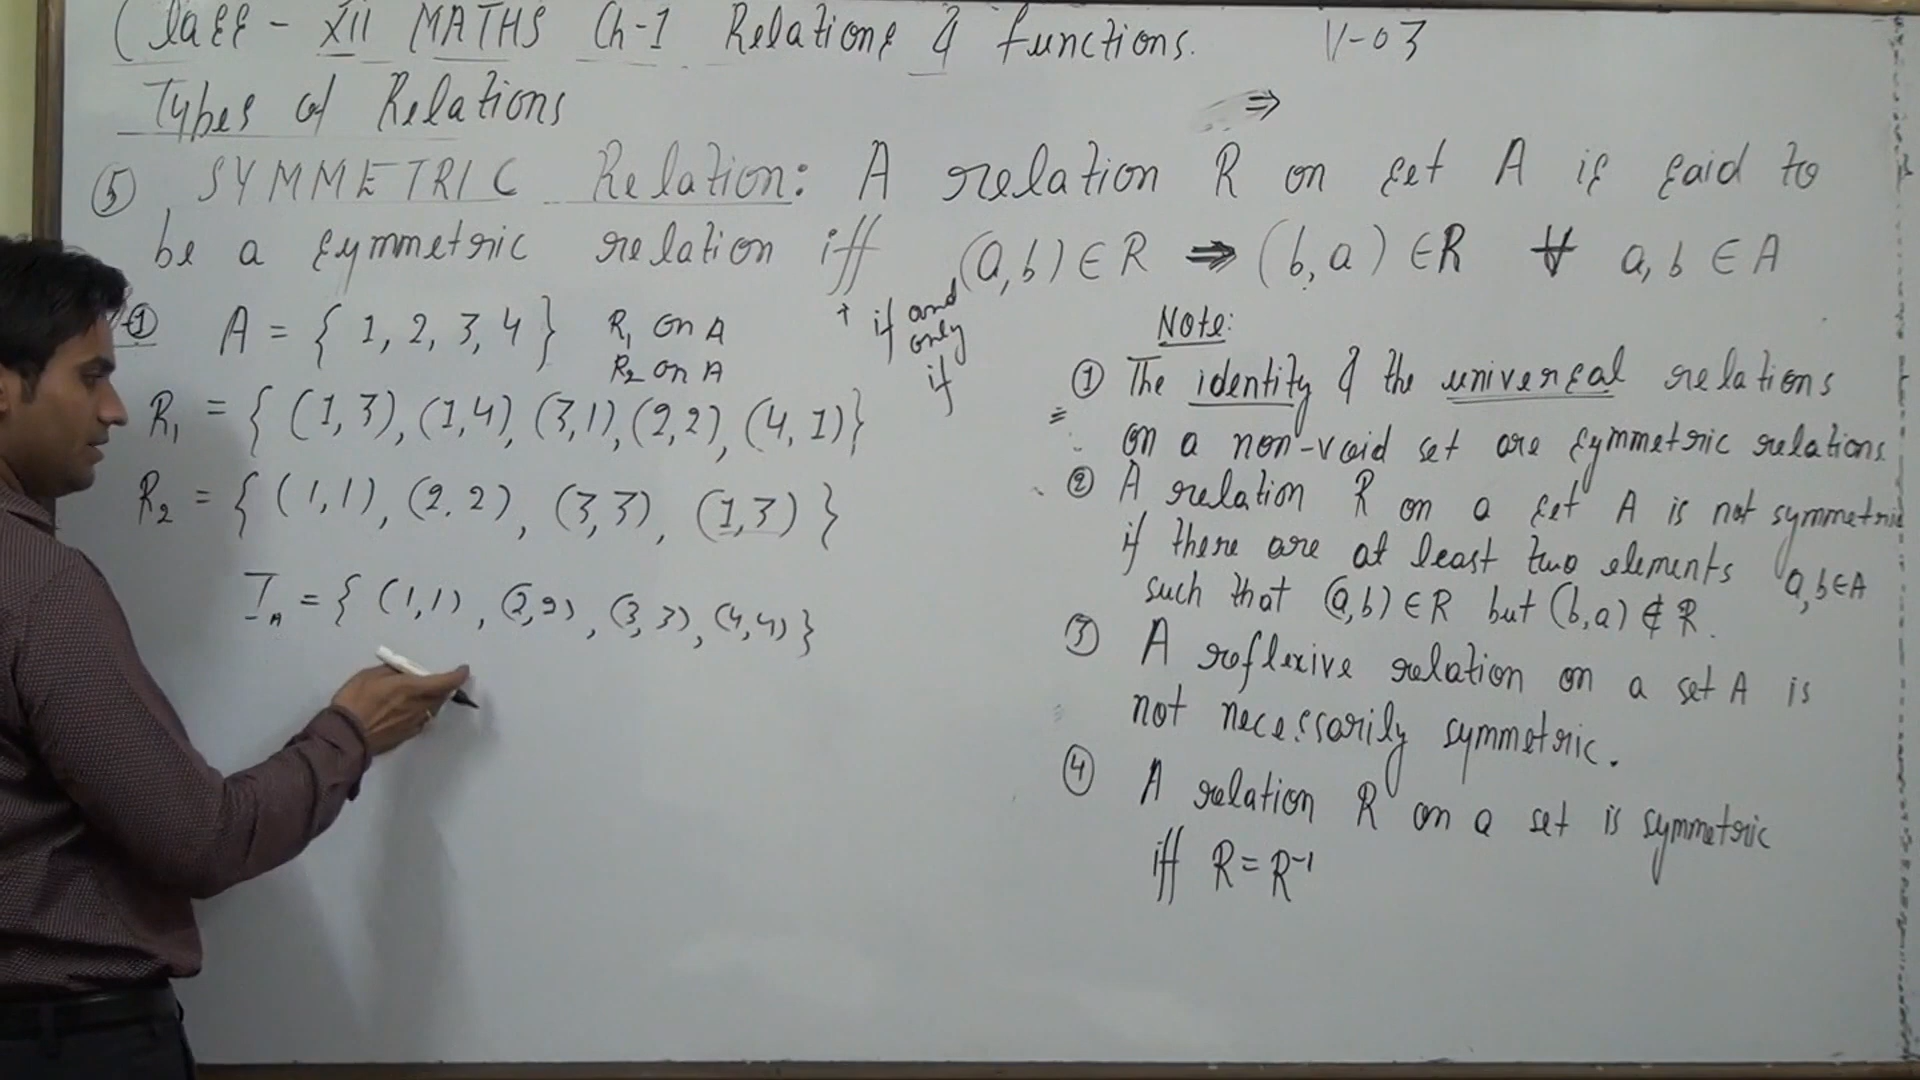 Class - XII MATHS Ch-1 Relations & functions. V-03
Types of Relations
⇒
⑤ SYMMETRIC Relation: A relation R on set A is said to
be a symmetric relation iff (a,b) ∈ R ⇒ (b,a) ∈ R ∀ a, b ∈ A
① A = { 1, 2, 3, 4 } R₁ on A
R₂ on A
+ if and
only
if
R₁ = { (1,3), (1,4), (3,1), (2,2), (4,1)}
R₂ = { (1,1), (2,2), (3,3), (1,3) }
I_A = { (1,1), (2,2), (3,3), (4,4) }
Note:
① The identity & the universal relations
on a non-void set are symmetric relations
② A relation R on a set A is not symmetric
if there are at least two elements a, b ∈ A
such that (a,b) ∈ R but (b,a) ∉ R.
③ A reflexive relation on a set A is
not necessarily symmetric.
④ A relation R on a set is symmetric
iff R = R⁻¹